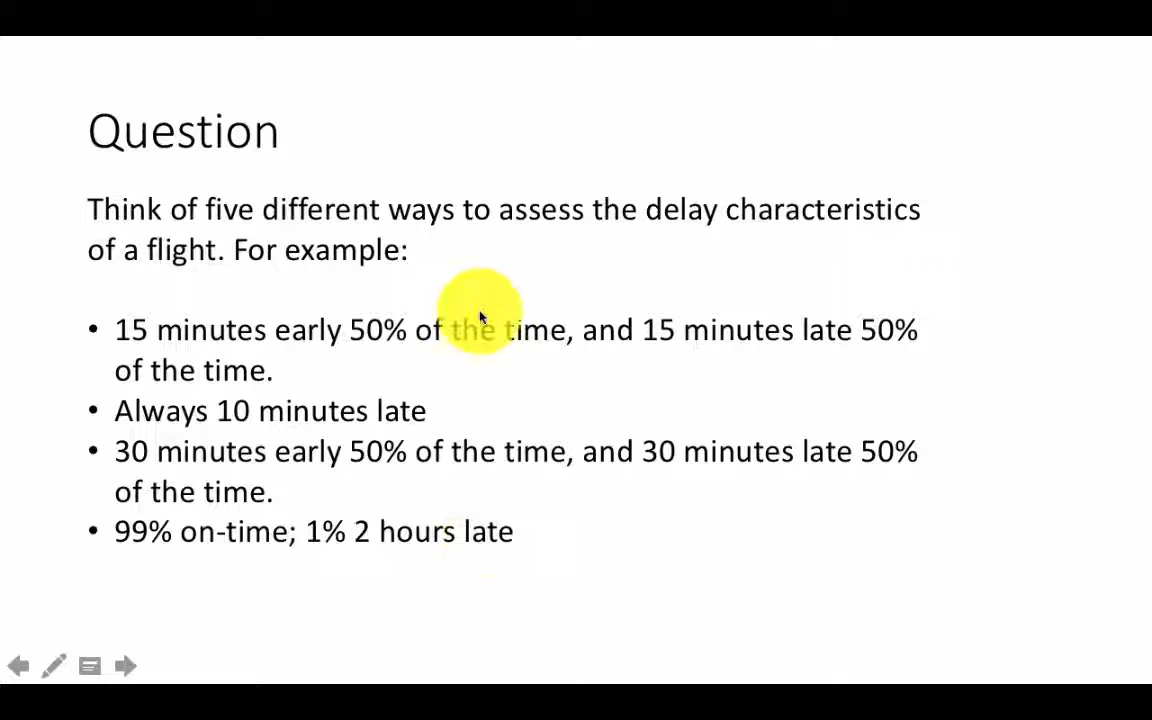 Question
Think of five different ways to assess the delay characteristics
of a flight. For example:
• 15 minutes early 50% of the time, and 15 minutes late 50%
of the time.
• Always 10 minutes late
• 30 minutes early 50% of the time, and 30 minutes late 50%
of the time.
• 99% on-time; 1% 2 hours late